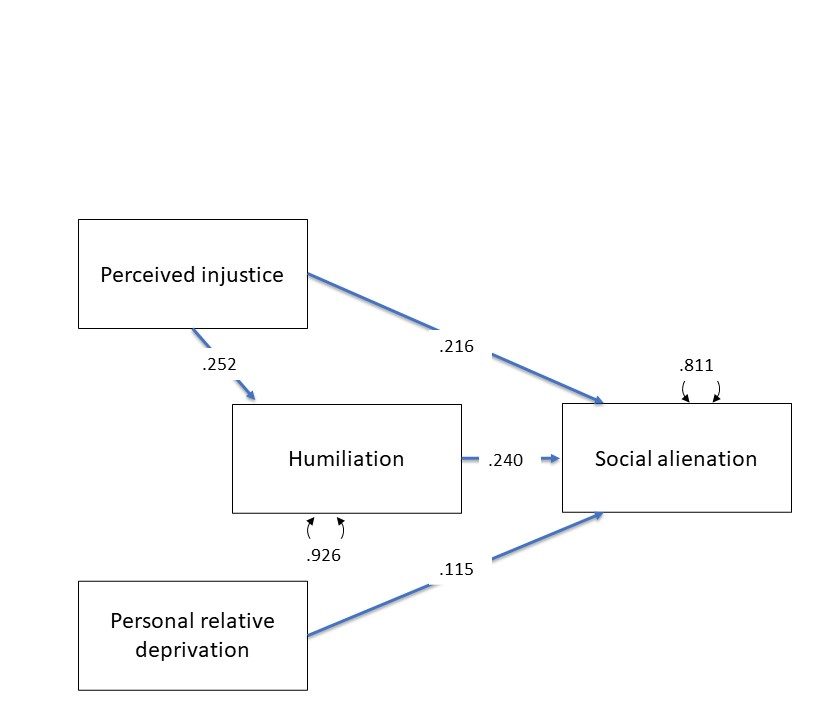 Perceived injustice
.216
.252
.811
Humiliation
.240
Social alienation
.926
.115
Personal relative
deprivation